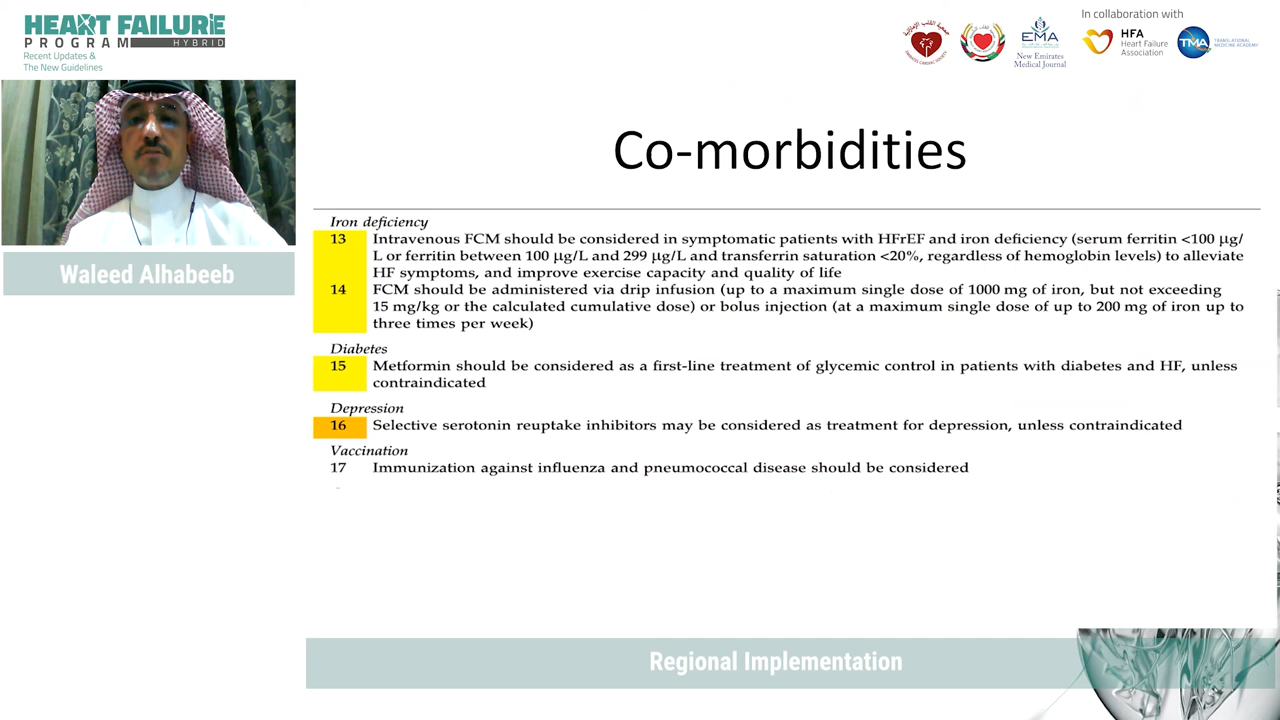 HEART FAILURE
PROGRAM HYBRID
Recent Updates &
The New Guidelines
EMA
New Emirates
Medical Journal
In collaboration with
HFA
Heart Failure
Association
TMA
TRANSLATIONAL
MEDICINE ACADEMY
Waleed Alhabeeb
Co-morbidities
Iron deficiency
13 Intravenous FCM should be considered in symptomatic patients with HFrEF and iron deficiency (serum ferritin <100 µg/
L or ferritin between 100 µg/L and 299 µg/L and transferrin saturation <20%, regardless of hemoglobin levels) to alleviate
HF symptoms, and improve exercise capacity and quality of life
14 FCM should be administered via drip infusion (up to a maximum single dose of 1000 mg of iron, but not exceeding
15 mg/kg or the calculated cumulative dose) or bolus injection (at a maximum single dose of up to 200 mg of iron up to
three times per week)
Diabetes
15 Metformin should be considered as a first-line treatment of glycemic control in patients with diabetes and HF, unless
contraindicated
Depression
16 Selective serotonin reuptake inhibitors may be considered as treatment for depression, unless contraindicated
Vaccination
17 Immunization against influenza and pneumococcal disease should be considered
Regional Implementation